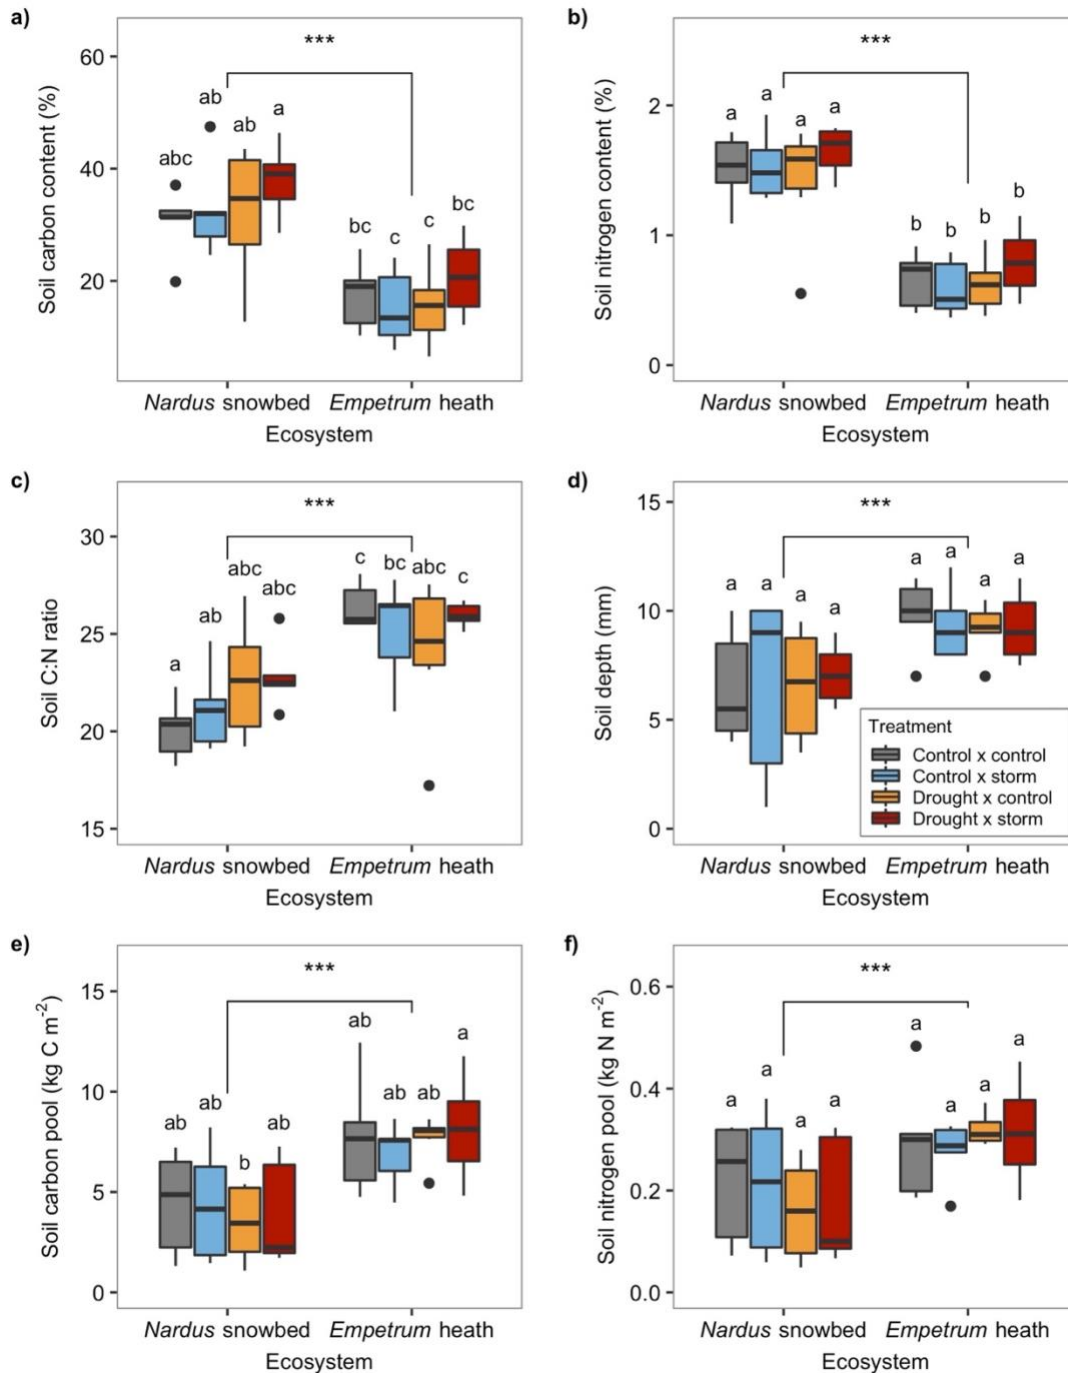 a)
***
60
40
20
Soil carbon content (%)
abc
ab
ab
a
bc
c
c
bc
Nardus snowbed
Empetrum heath
Ecosystem
b)
***
2
1
0
Soil nitrogen content (%)
a
a
a
a
b
b
b
b
Nardus snowbed
Empetrum heath
Ecosystem
c)
***
30
25
20
15
Soil C:N ratio
a
ab
abc
abc
c
bc
abc
c
Nardus snowbed
Empetrum heath
Ecosystem
d)
***
15
10
5
0
Soil depth (mm)
a
a
a
a
a
a
a
a
Treatment
Control x control
Control x storm
Drought x control
Drought x storm
Nardus snowbed
Empetrum heath
Ecosystem
e)
***
15
10
5
0
Soil carbon pool (kg C m⁻²)
ab
ab
b
ab
ab
ab
ab
a
Nardus snowbed
Empetrum heath
Ecosystem
f)
***
0.6
0.4
0.2
0.0
Soil nitrogen pool (kg N m⁻²)
a
a
a
a
a
a
a
a
Nardus snowbed
Empetrum heath
Ecosystem